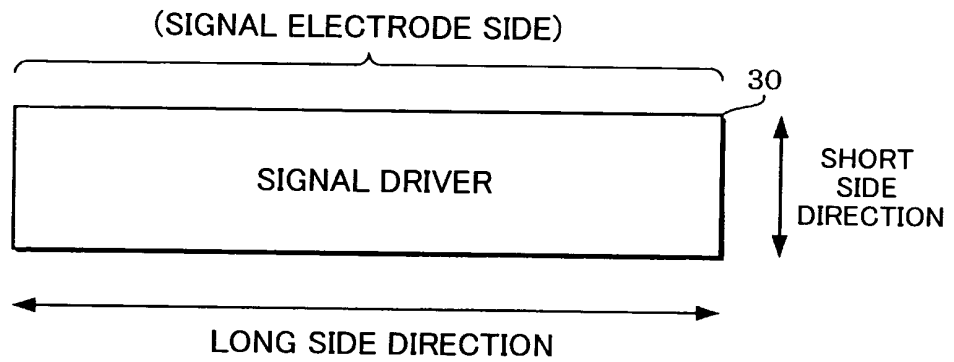 (SIGNAL ELECTRODE SIDE)
30
SIGNAL DRIVER
SHORT
SIDE
DIRECTION
LONG SIDE DIRECTION